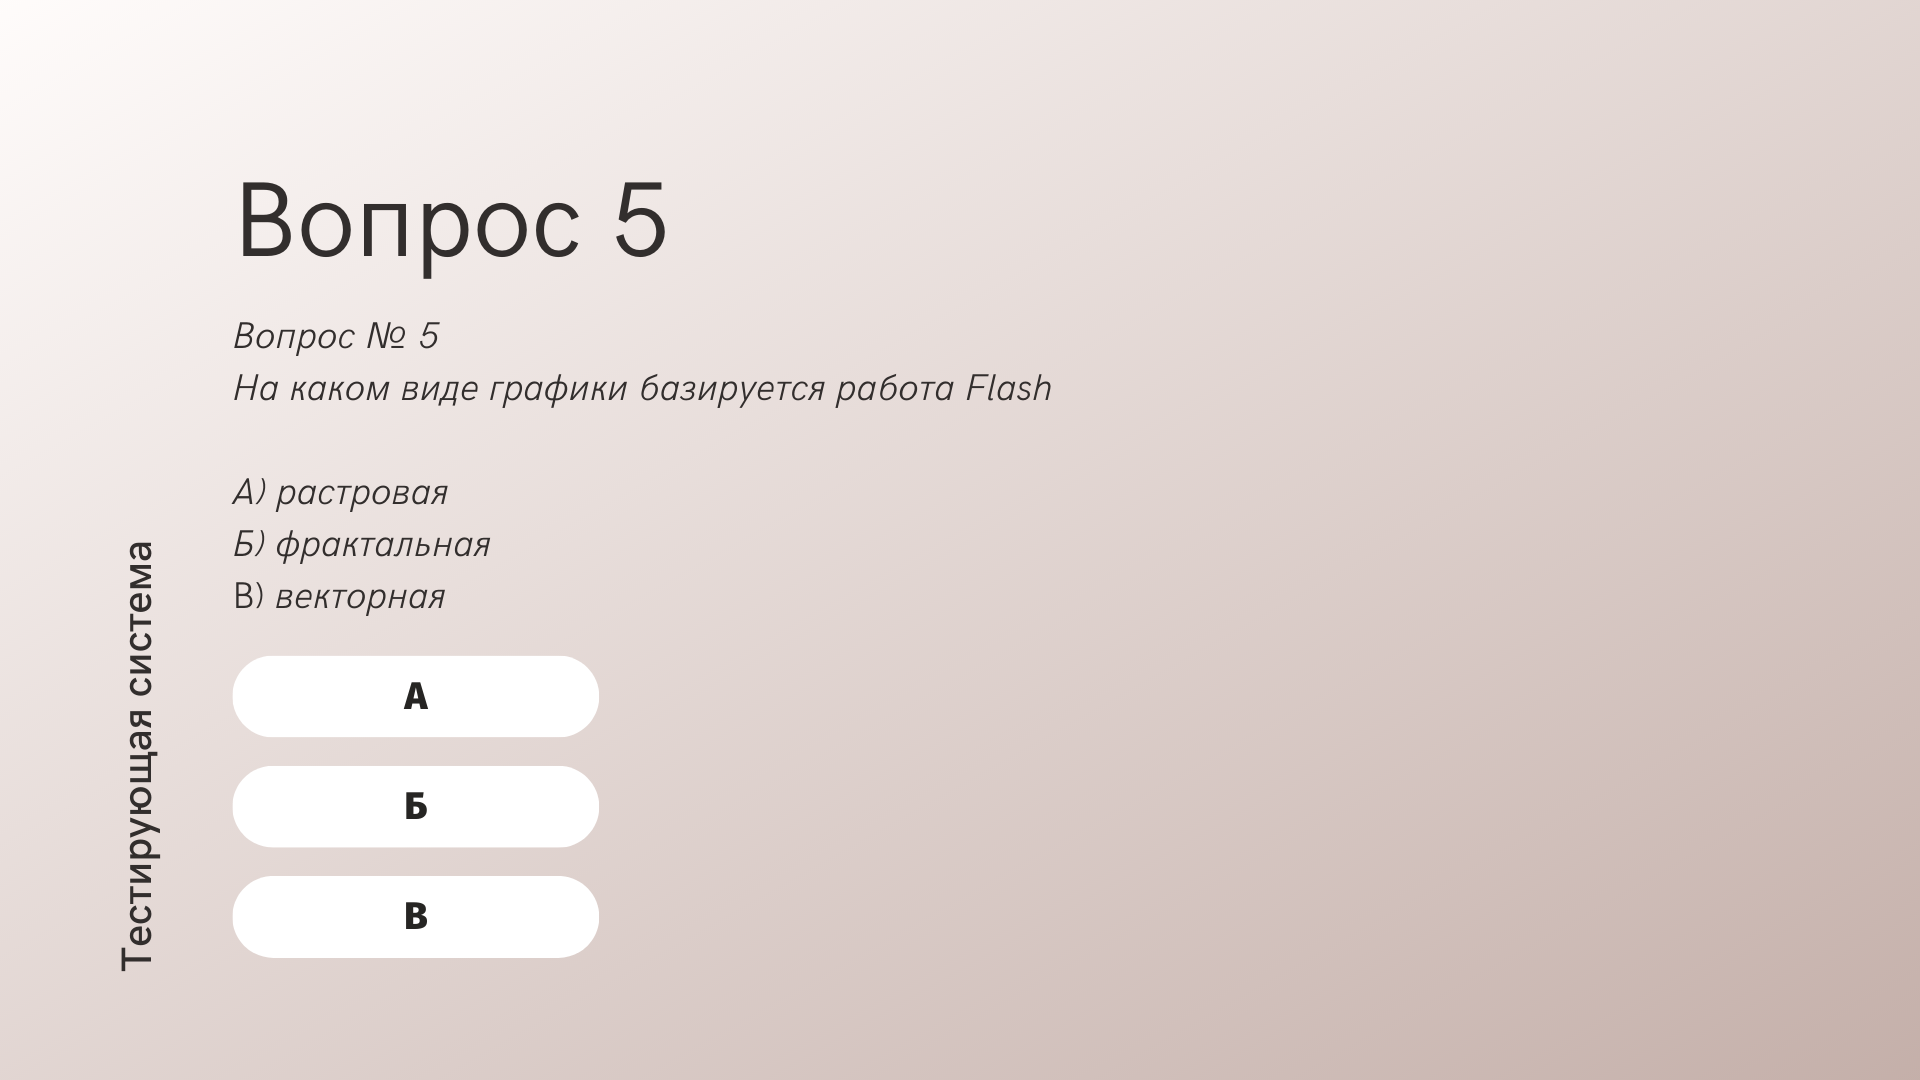 Вопрос 5
Вопрос № 5
На каком виде графики базируется работа Flash
А) растровая
Б) фрактальная
В) векторная
А
Б
В
Тестирующая система